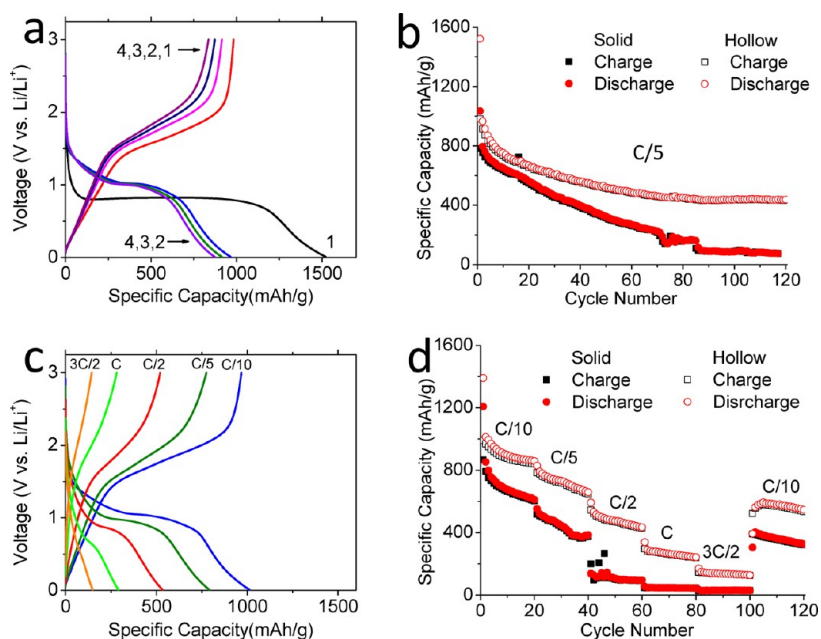 a
Voltage (V vs. Li/Li⁺)
3
2
1
0
4,3,2,1
4,3,2
1
0 500 1000 1500
Specific Capacity(mAh/g)
b
Specific Capacity (mAh/g)
1600
1200
800
400
0
Solid Hollow
Charge Charge
Discharge Discharge
C/5
0 20 40 60 80 100 120
Cycle Number
c
Voltage (V vs. Li/Li⁺)
3
2
1
0
3C/2 C C/2 C/5 C/10
0 500 1000 1500
Specific Capacity(mAh/g)
d
Specific Capacity (mAh/g)
1600
1200
800
400
0
Solid Hollow
Charge Charge
Discharge Disrcharge
C/10
C/5
C/2
C
3C/2
C/10
0 20 40 60 80 100 120
Cycle Number